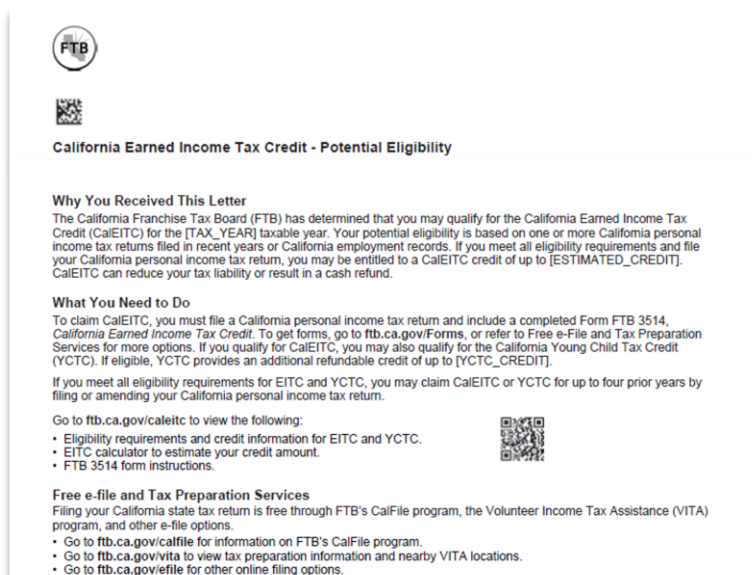 FTB
California Earned Income Tax Credit - Potential Eligibility
Why You Received This Letter
The California Franchise Tax Board (FTB) has determined that you may qualify for the California Earned Income Tax
Credit (CalEITC) for the [TAX_YEAR] taxable year. Your potential eligibility is based on one or more California personal
income tax returns filed in recent years or California employment records. If you meet all eligibility requirements and file
your California personal income tax return, you may be entitled to a CalEITC credit of up to [ESTIMATED_CREDIT].
CalEITC can reduce your tax liability or result in a cash refund.
What You Need to Do
To claim CalEITC, you must file a California personal income tax return and include a completed Form FTB 3514,
California Earned Income Tax Credit. To get forms, go to ftb.ca.gov/Forms, or refer to Free e-File and Tax Preparation
Services for more options. If you qualify for CalEITC, you may also qualify for the California Young Child Tax Credit
(YCTC). If eligible, YCTC provides an additional refundable credit of up to [YCTC_CREDIT].
If you meet all eligibility requirements for EITC and YCTC, you may claim CalEITC or YCTC for up to four prior years by
filing or amending your California personal income tax return.
Go to ftb.ca.gov/caleitc to view the following:
• Eligibility requirements and credit information for EITC and YCTC.
• EITC calculator to estimate your credit amount.
• FTB 3514 form instructions.
Free e-file and Tax Preparation Services
Filing your California state tax return is free through FTB's CalFile program, the Volunteer Income Tax Assistance (VITA)
program, and other e-file options.
• Go to ftb.ca.gov/calfile for information on FTB's CalFile program.
• Go to ftb.ca.gov/vita to view tax preparation information and nearby VITA locations.
• Go to ftb.ca.gov/efile for other online filing options.